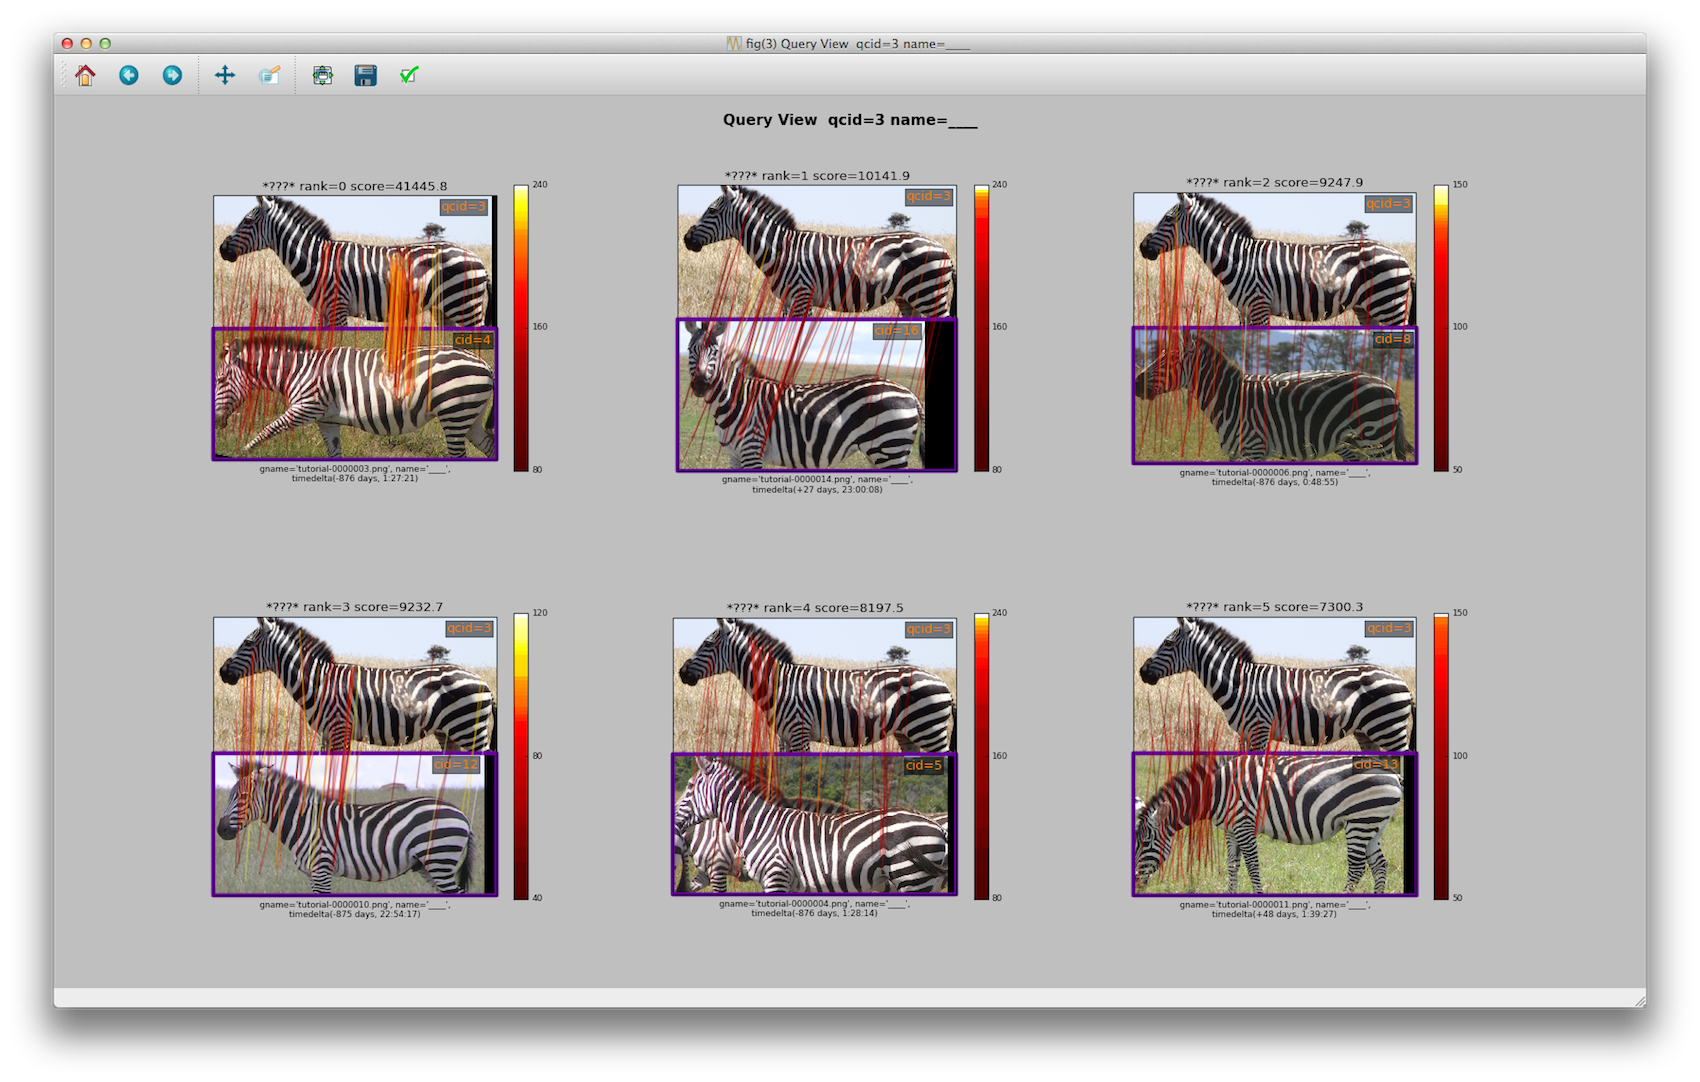 fig(3) Query View qcid=3 name=____
Query View qcid=3 name=____
*???* rank=0 score=41445.8
qcid=3
cid=4
240
160
80
gname='tutorial-0000003.png', name='____',
timedelta(-876 days, 1:27:21)
*???* rank=1 score=10141.9
qcid=3
cid=16
240
160
80
gname='tutorial-0000014.png', name='____',
timedelta(+27 days, 23:00:08)
*???* rank=2 score=9247.9
qcid=3
cid=8
150
100
50
gname='tutorial-0000006.png', name='____',
timedelta(-876 days, 0:48:55)
*???* rank=3 score=9232.7
qcid=3
cid=12
120
80
40
gname='tutorial-0000010.png', name='____',
timedelta(-875 days, 22:54:17)
*???* rank=4 score=8197.5
qcid=3
cid=5
240
160
80
gname='tutorial-0000004.png', name='____',
timedelta(-876 days, 1:28:14)
*???* rank=5 score=7300.3
qcid=3
cid=13
150
100
50
gname='tutorial-0000011.png', name='____',
timedelta(+48 days, 1:39:27)